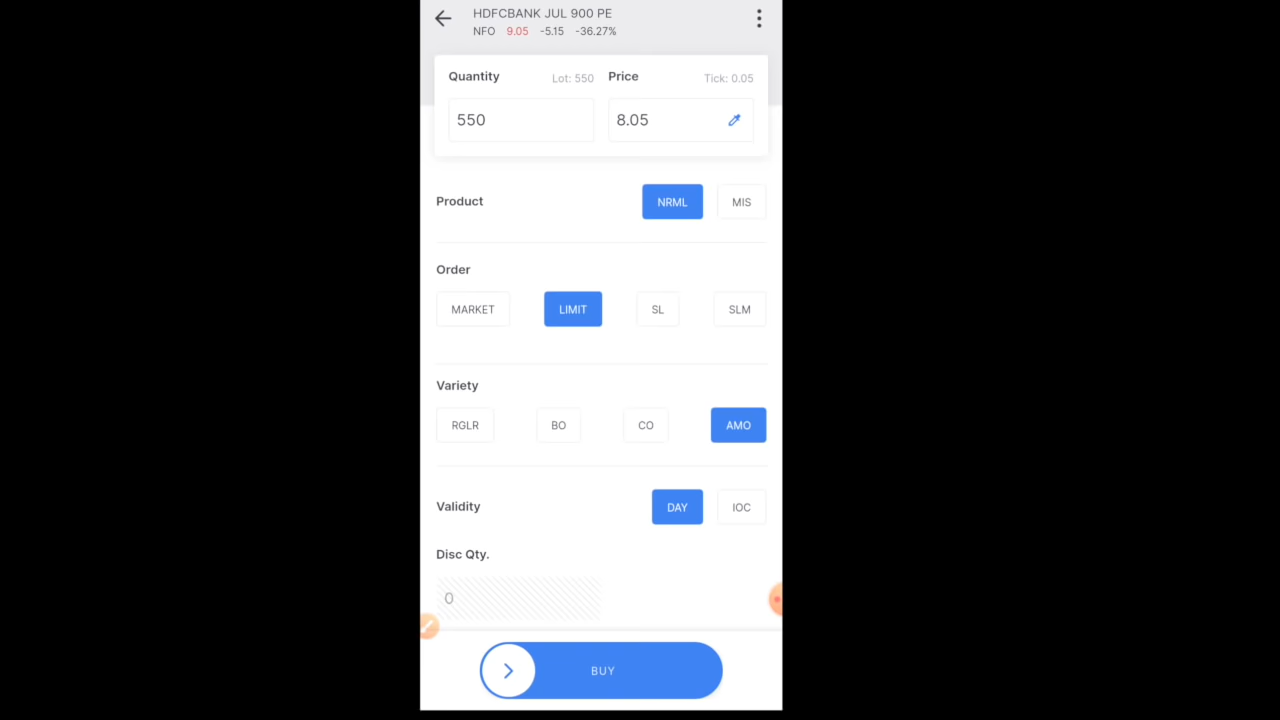 HDFCBANK JUL 900 PE
NFO 9.05 -5.15 -36.27%
Quantity Lot: 550 Price Tick: 0.05
550 8.05
Product NRML MIS
Order
MARKET LIMIT SL SLM
Variety
RGLR BO CO AMO
Validity DAY IOC
Disc Qty.
0
BUY